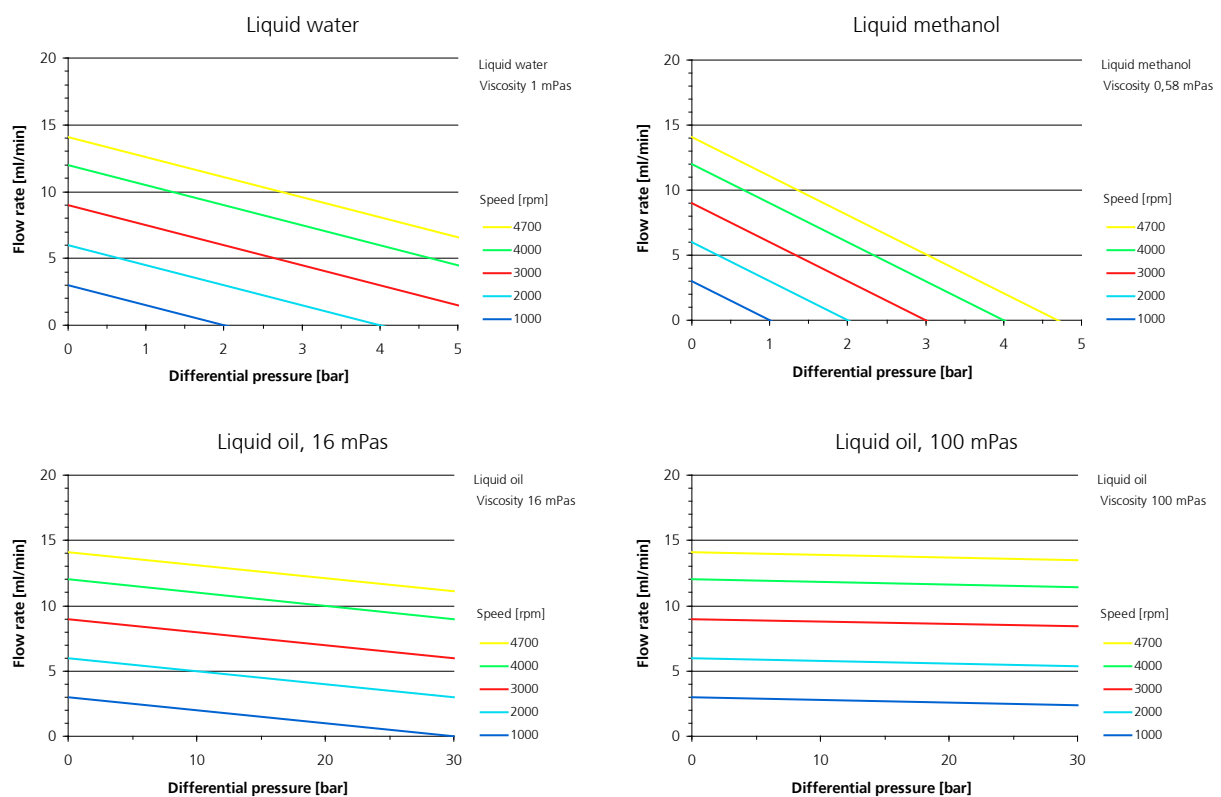 Liquid water
20
15
10
5
0
0 1 2 3 4 5
Flow rate [ml/min]
Differential pressure [bar]
Liquid water
Viscosity 1 mPas
Speed [rpm]
4700
4000
3000
2000
1000
Liquid methanol
20
15
10
5
0
0 1 2 3 4 5
Flow rate [ml/min]
Differential pressure [bar]
Liquid methanol
Viscosity 0,58 mPas
Speed [rpm]
4700
4000
3000
2000
1000
Liquid oil, 16 mPas
20
15
10
5
0
0 10 20 30
Flow rate [ml/min]
Differential pressure [bar]
Liquid oil
Viscosity 16 mPas
Speed [rpm]
4700
4000
3000
2000
1000
Liquid oil, 100 mPas
20
15
10
5
0
0 10 20 30
Flow rate [ml/min]
Differential pressure [bar]
Liquid oil
Viscosity 100 mPas
Speed [rpm]
4700
4000
3000
2000
1000